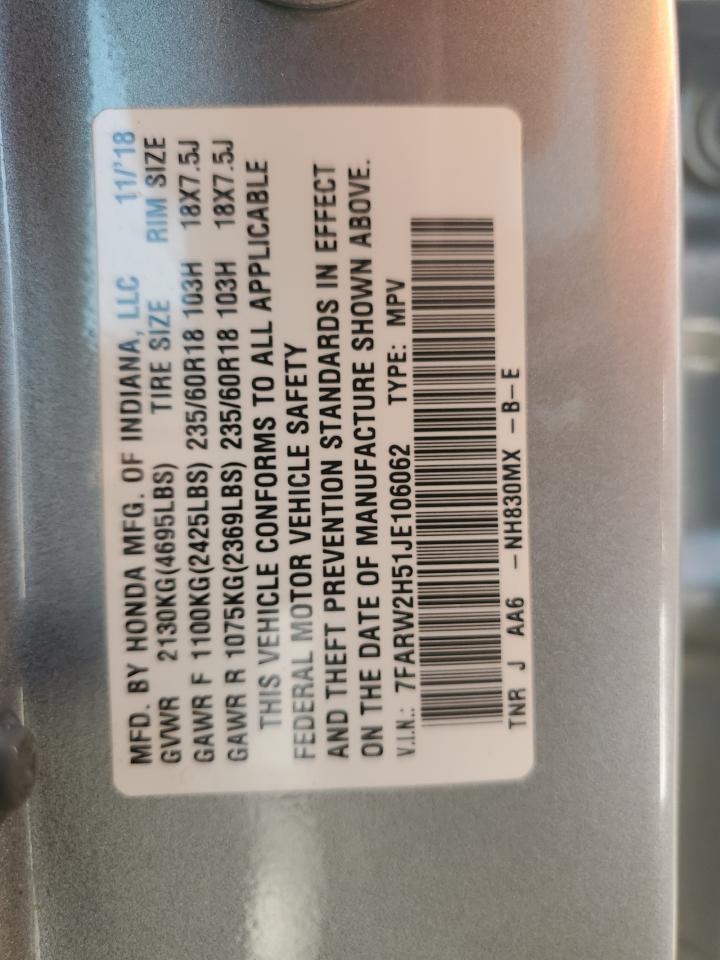 MFD. BY HONDA MFG. OF INDIANA, LLC 11/'18
GVWR 2130KG(4695LBS) TIRE SIZE RIM SIZE
GAWR F 1100KG(2425LBS) 235/60R18 103H 18X7.5J
GAWR R 1075KG(2369LBS) 235/60R18 103H 18X7.5J
THIS VEHICLE CONFORMS TO ALL APPLICABLE
FEDERAL MOTOR VEHICLE SAFETY
AND THEFT PREVENTION STANDARDS IN EFFECT
ON THE DATE OF MANUFACTURE SHOWN ABOVE.
V.I.N.: 7FARW2H51JE106062 TYPE: MPV
TNR J AA6 -NH830MX -B-E